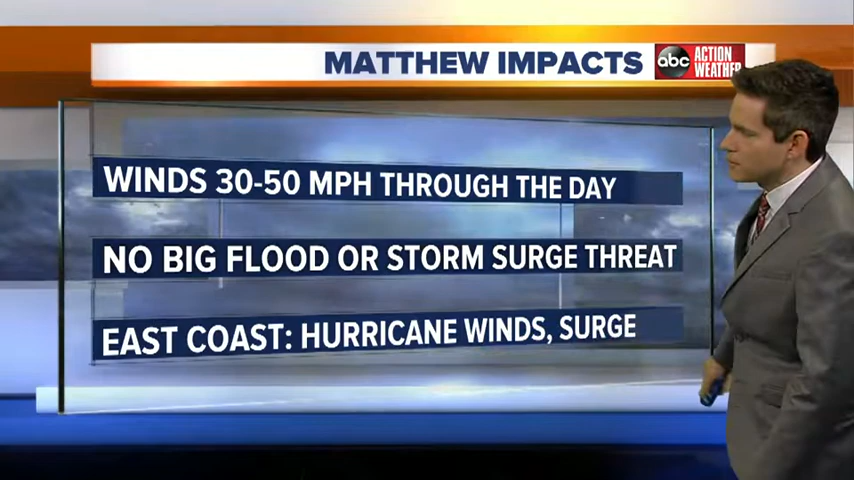 MATTHEW IMPACTS
abc ACTION
WEATHER
WINDS 30-50 MPH THROUGH THE DAY
NO BIG FLOOD OR STORM SURGE THREAT
EAST COAST: HURRICANE WINDS, SURGE